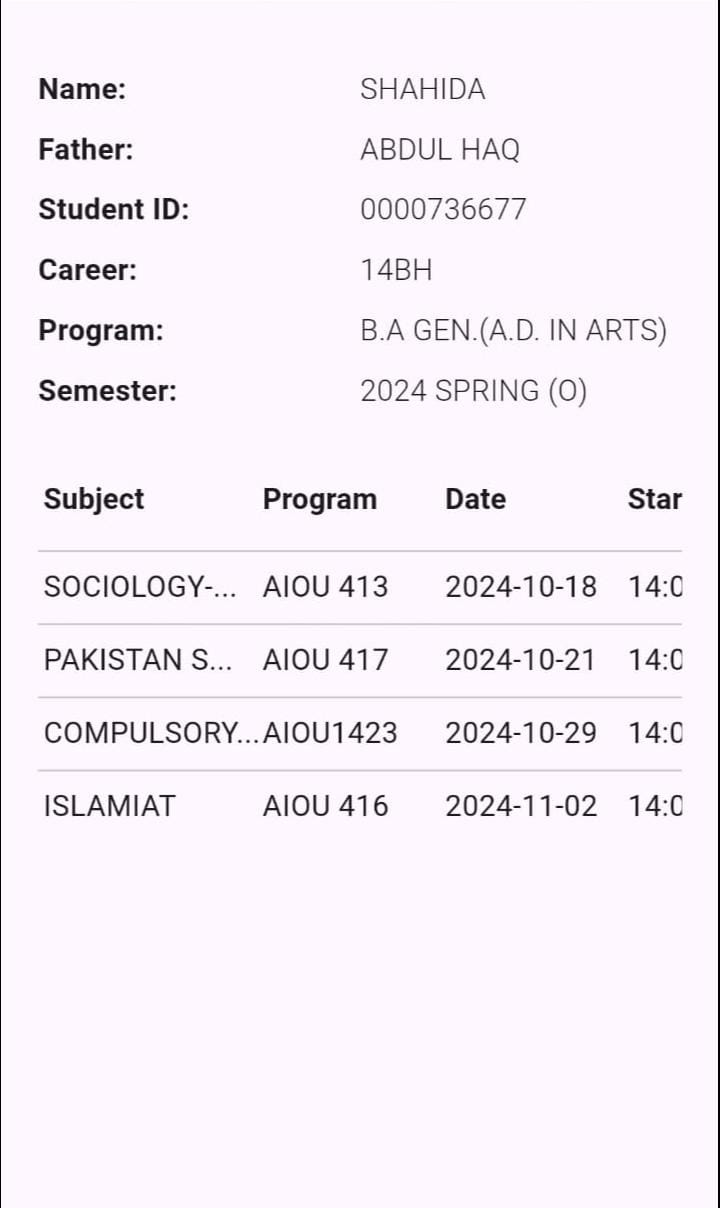 Name: SHAHIDA
Father: ABDUL HAQ
Student ID: 0000736677
Career: 14BH
Program: B.A GEN.(A.D. IN ARTS)
Semester: 2024 SPRING (O)
Subject Program Date Star
SOCIOLOGY-... AIOU 413 2024-10-18 14:0
PAKISTAN S... AIOU 417 2024-10-21 14:0
COMPULSORY... AIOU1423 2024-10-29 14:0
ISLAMIAT AIOU 416 2024-11-02 14:0